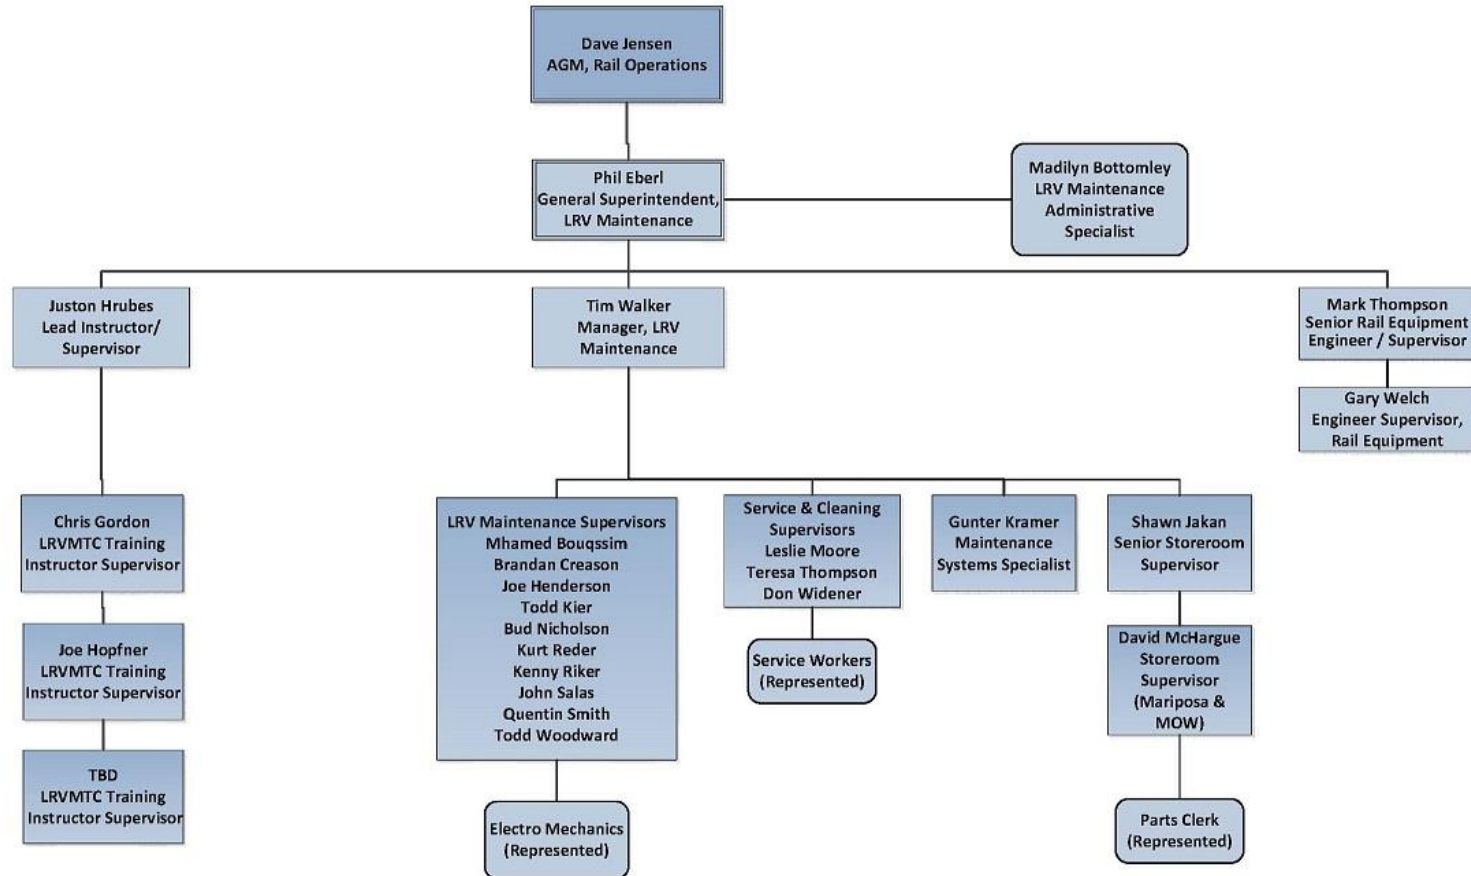 Dave Jensen
AGM, Rail Operations
Phil Eberl
General Superintendent,
LRV Maintenance
Madilyn Bottomley
LRV Maintenance
Administrative
Specialist
Juston Hrubes
Lead Instructor/
Supervisor
Tim Walker
Manager, LRV
Maintenance
Mark Thompson
Senior Rail Equipment
Engineer / Supervisor
Gary Welch
Engineer Supervisor,
Rail Equipment
Chris Gordon
LRVMTC Training
Instructor Supervisor
Joe Hopfner
LRVMTC Training
Instructor Supervisor
TBD
LRVMTC Training
Instructor Supervisor
LRV Maintenance Supervisors
Mhamed Bouqssim
Brandan Creason
Joe Henderson
Todd Kier
Bud Nicholson
Kurt Reder
Kenny Riker
John Salas
Quentin Smith
Todd Woodward
Electro Mechanics
(Represented)
Service & Cleaning
Supervisors
Leslie Moore
Teresa Thompson
Don Widener
Service Workers
(Represented)
Gunter Kramer
Maintenance
Systems Specialist
Shawn Jakan
Senior Storeroom
Supervisor
David McHargue
Storeroom
Supervisor
(Mariposa &
MOW)
Parts Clerk
(Represented)